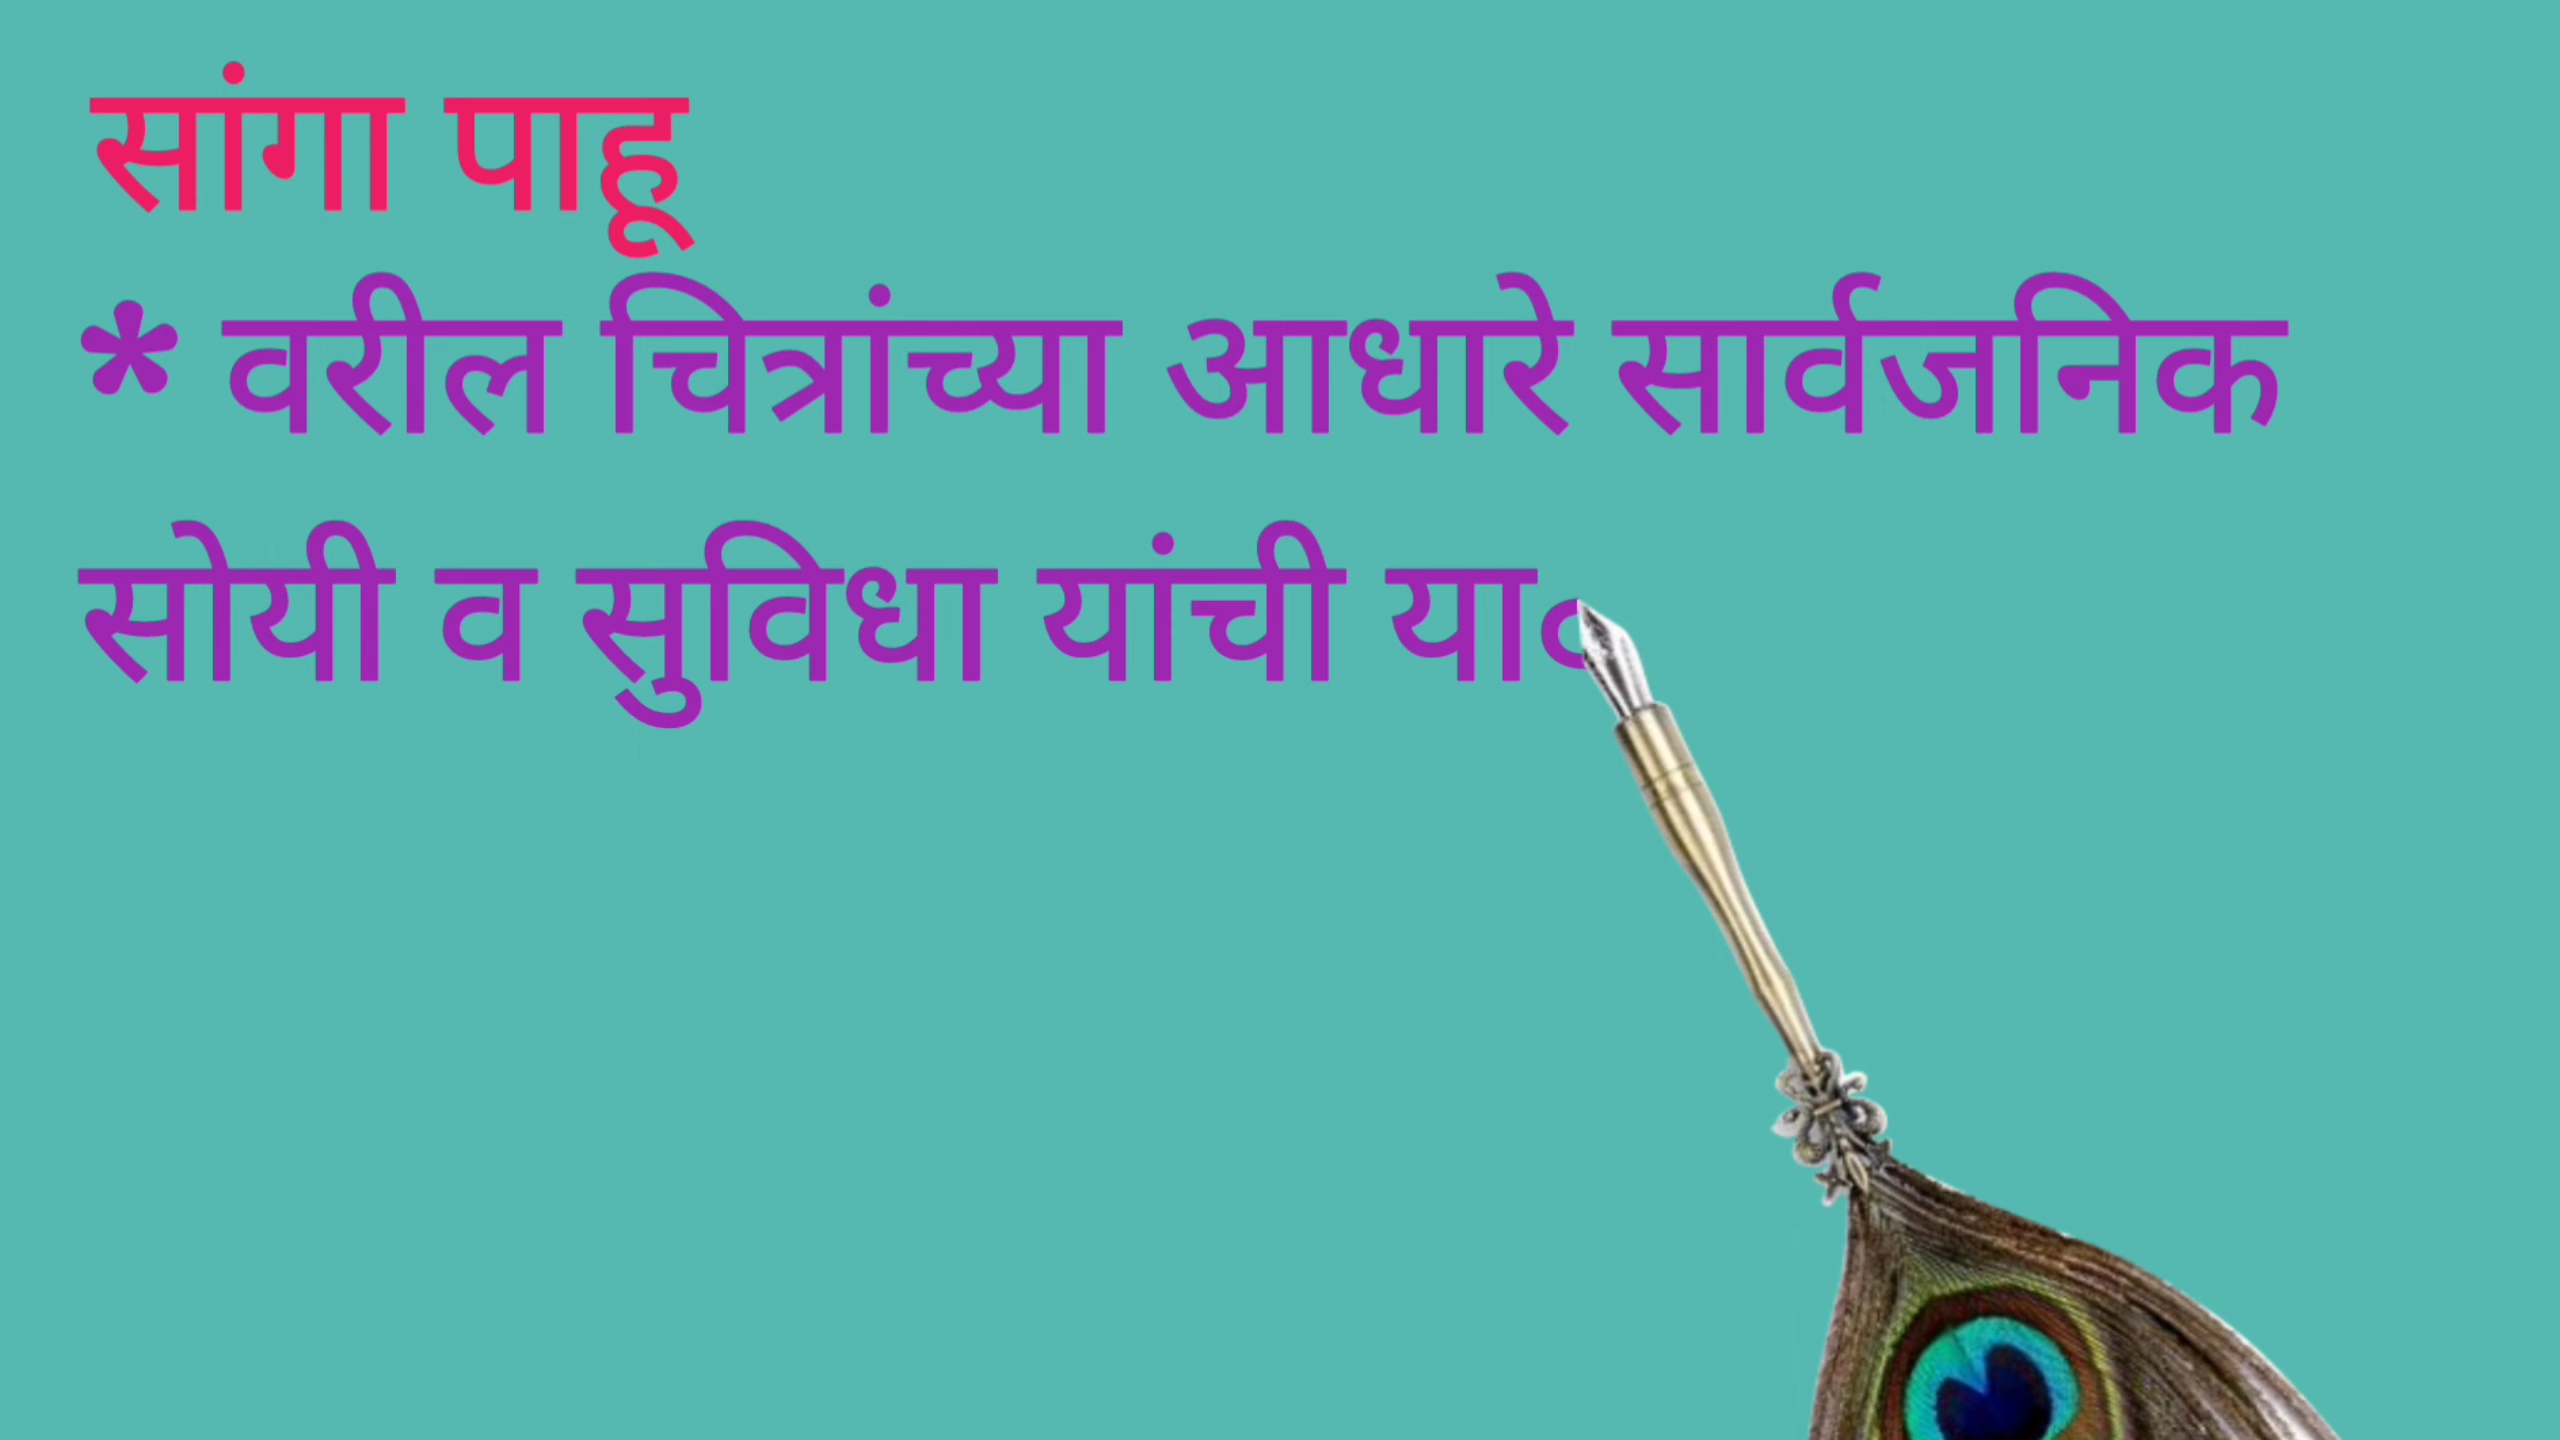 सांगा पाहू
* वरील चित्रांच्या आधारे सार्वजनिक
सोयी व सुविधा यांची